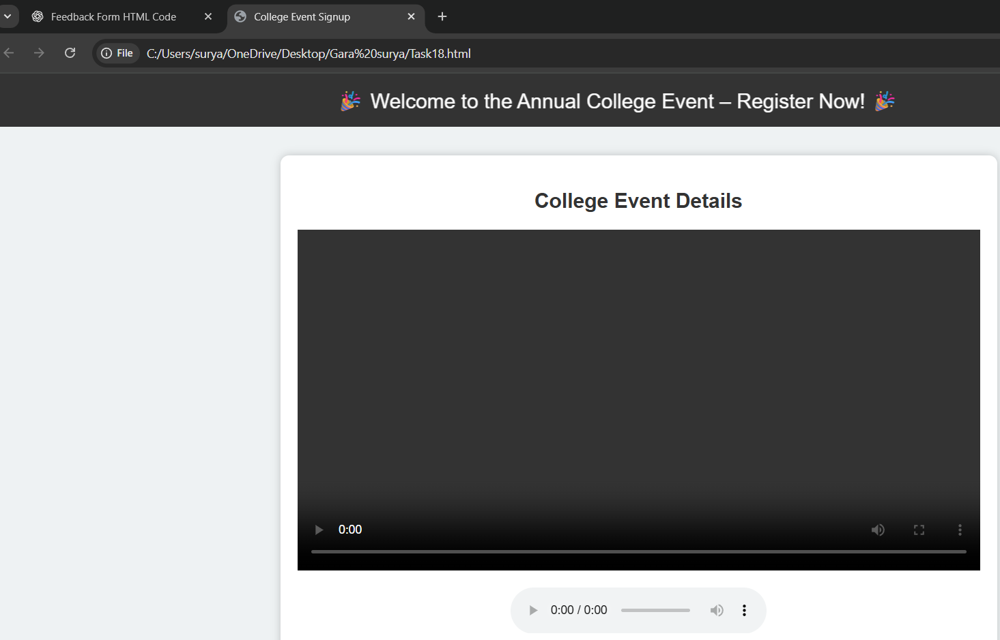 Feedback Form HTML Code
College Event Signup
File
C:/Users/surya/OneDrive/Desktop/Gara%20surya/Task18.html
🎉 Welcome to the Annual College Event – Register Now! 🎉
College Event Details
0:00
0:00 / 0:00